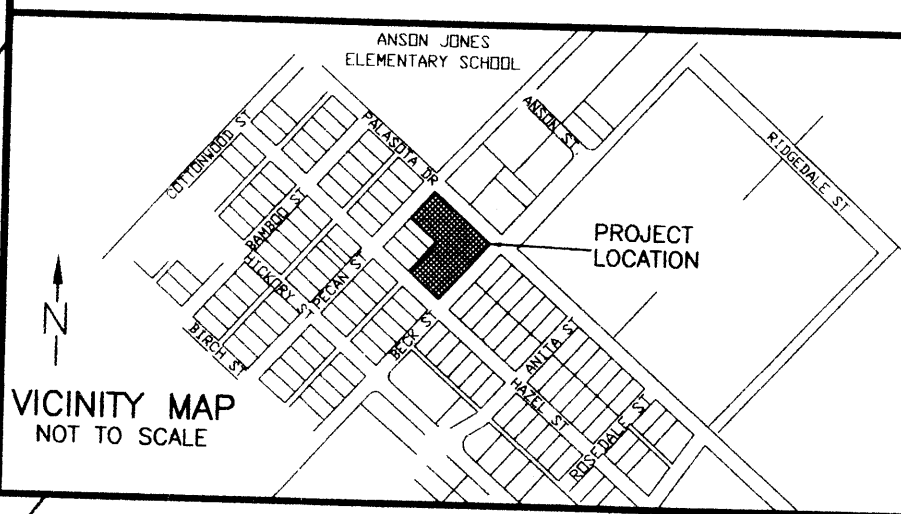 ANSON JONES
ELEMENTARY SCHOOL
COTTONWOOD ST
PALASOTA DR
ANSON ST
RIDGEDALE ST
BAMBOO ST
HICKORY S
PECAN ST
BIRCH ST
BECK ST
ANITA ST
HAZEL ST
ROSEDALE ST
PROJECT
LOCATION
N
VICINITY MAP
NOT TO SCALE